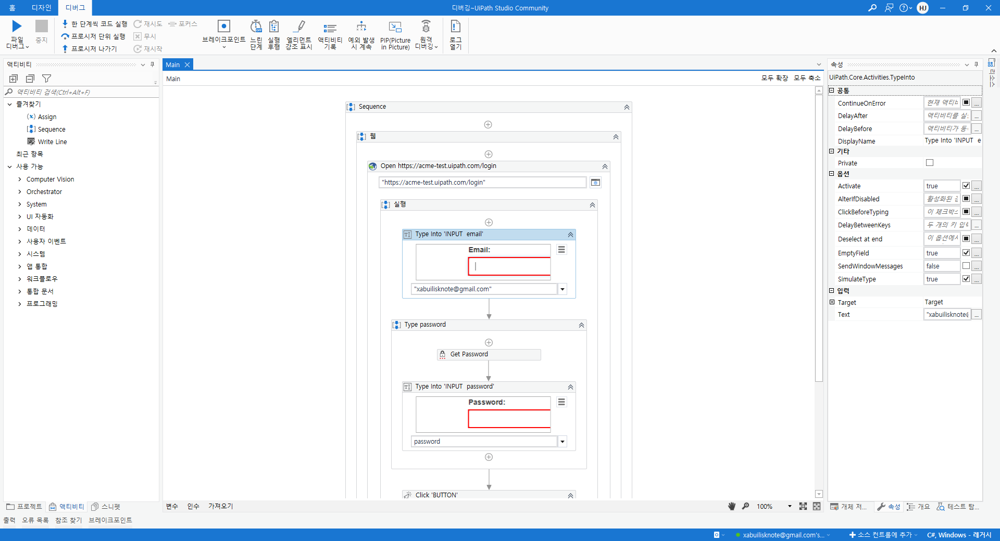 홈 디자인 디버그 디버깅~UiPath Studio Community HJ
파일 디버그
중지
한 단계씩 코드 실행
프로시저 단위 실행
프로시저 나가기
재시도
무시
재시작
포커스
브레이크포인트
느린 단계
실행 후행
엘리먼트 강조 표시
액티비티 기록
예외 발생 시 계속
PIP(Picture in Picture)
원격 디버깅
로그 열기
액티비티
액티비티 검색(Ctrl+Alt+F)
즐겨찾기
Assign
Sequence
Write Line
최근 항목
사용 가능
Computer Vision
Orchestrator
System
UI 자동화
데이터
사용자 이벤트
시스템
앱 통합
워크플로우
통합 문서
프로그래밍
프로젝트 액티비티 스니펫
Main
Main 모두 확장 모두 축소
Sequence
웹
Open https://acme-test.uipath.com/login
"https://acme-test.uipath.com/login"
실행
Type Into 'INPUT email'
Email:
"xabuilisknote@gmail.com"
Type password
Get Password
Type Into 'INPUT password'
Password:
password
Click 'BUTTON'
변수 인수 가져오기 100%
속성
UiPath.Core.Activities.TypeInto
공통
ContinueOnError 현재 액티비
DelayAfter 액티비티를 실
DelayBefore 액티비티가 동
DisplayName Type Into 'INPUT e
기타
Private
옵션
Activate true
AlterIfDisabled 활성화된 경
ClickBeforeTyping 이 체크박스
DelayBetweenKeys 두 개의 키 입력
Deselect at end 이 옵션에서
EmptyField true
SendWindowMessages false
SimulateType true
입력
Target Target
Text "xabuilisknote@
개체 저... 속성 개요 테스트 탐...
리소스
출력 오류 목록 참조 찾기 브레이크포인트
xabuilisknote@gmail.com's... 소스 컨트롤에 추가 C#, Windows - 레거시